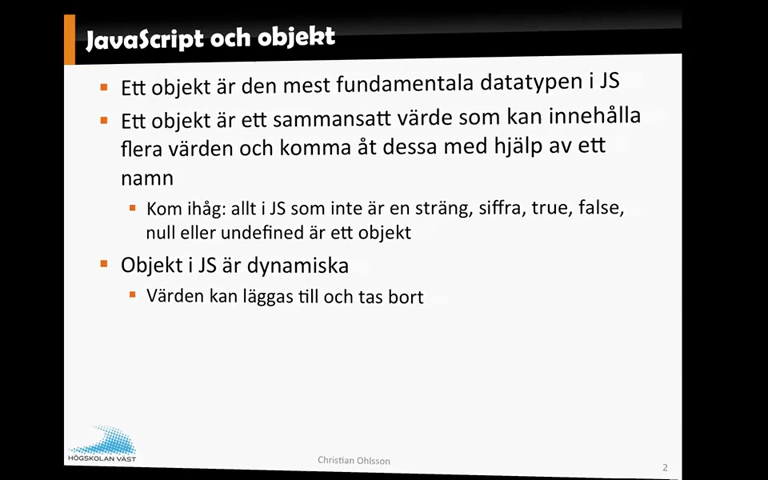 JavaScript och objekt
Ett objekt är den mest fundamentala datatypen i JS
Ett objekt är ett sammansatt värde som kan innehålla
flera värden och komma åt dessa med hjälp av ett
namn
Kom ihåg: allt i JS som inte är en sträng, siffra, true, false,
null eller undefined är ett objekt
Objekt i JS är dynamiska
Värden kan läggas till och tas bort
HÖGSKOLAN VÄST
Christian Ohlsson
2